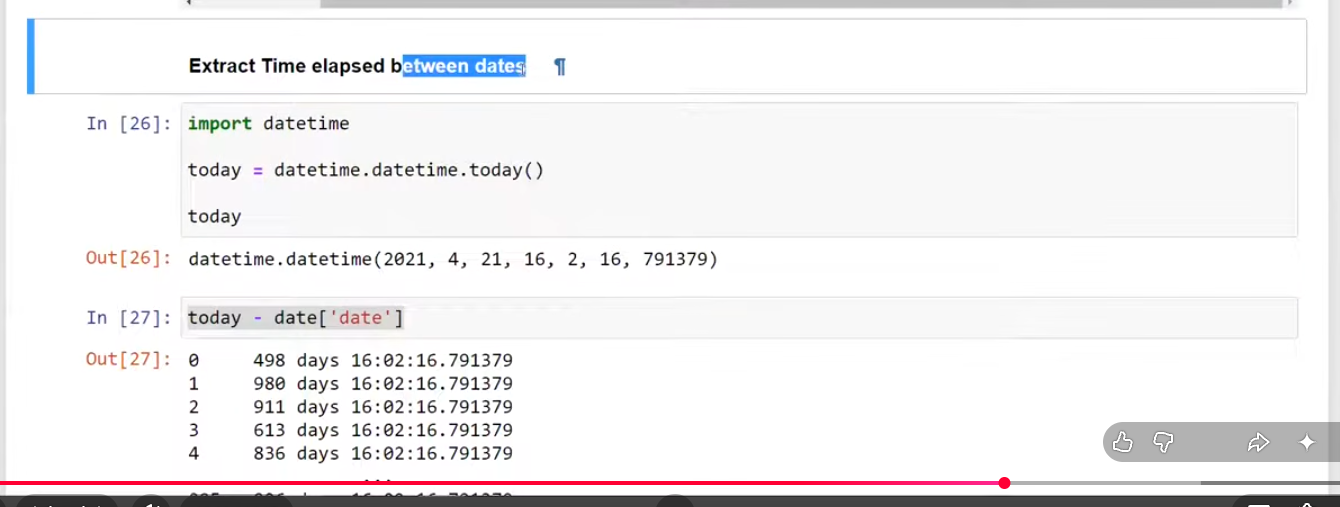 Extract Time elapsed between dates ¶
In [26]: import datetime
today = datetime.datetime.today()
today
Out[26]: datetime.datetime(2021, 4, 21, 16, 2, 16, 791379)
In [27]: today - date['date']
Out[27]: 0 498 days 16:02:16.791379
1 980 days 16:02:16.791379
2 911 days 16:02:16.791379
3 613 days 16:02:16.791379
4 836 days 16:02:16.791379
...